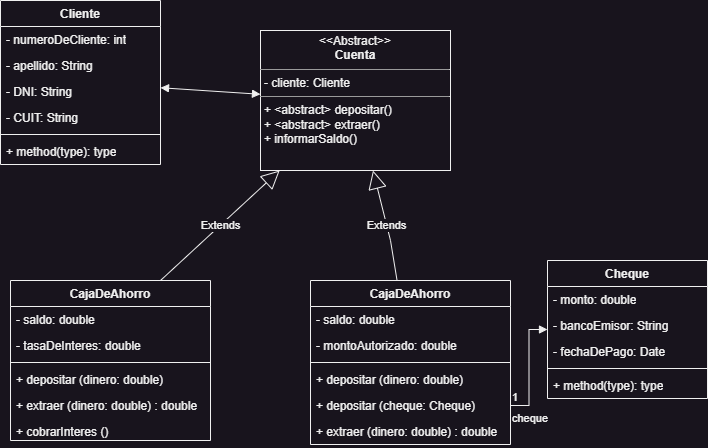 Cliente
- numeroDeCliente: int
- apellido: String
- DNI: String
- CUIT: String
+ method(type): type
<<Abstract>>
Cuenta
- cliente: Cliente
+ <abstract> depositar()
+ <abstract> extraer()
+ informarSaldo()
Extends
Extends
CajaDeAhorro
- saldo: double
- tasaDeInteres: double
+ depositar (dinero: double)
+ extraer (dinero: double) : double
+ cobrarInteres ()
CajaDeAhorro
- saldo: double
- montoAutorizado: double
+ depositar (dinero: double)
+ depositar (cheque: Cheque)
+ extraer (dinero: double) : double
1
cheque
Cheque
- monto: double
- bancoEmisor: String
- fechaDePago: Date
+ method(type): type